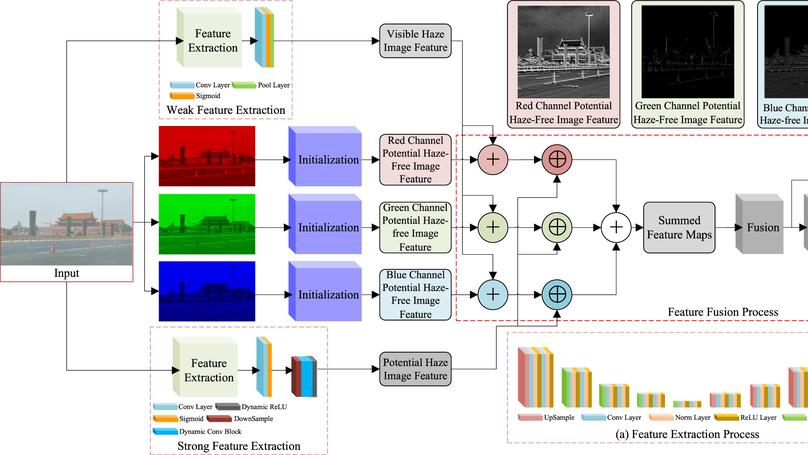 Feature
Extraction
Conv Layer
Pool Layer
Sigmoid
Weak Feature Extraction
Visible Haze
Image Feature
Red Channel Potential
Haze-Free Image Feature
Green Channel Potential
Haze-Free Image Feature
Blue Chann
Haze-free I
Input
Initialization
Red Channel
Potential Haze-
Free Image
Feature
Initialization
Green Channel
Potential Haze-
free Image
Feature
Initialization
Blue Channel
Potential Haze-
Free Image
Feature
Summed
Feature Maps
Fusion
Feature Fusion Process
Feature
Extraction
Conv Layer
Dynamic ReLU
Sigmoid
DownSample
Dynamic Conv Block
Strong Feature Extraction
Potential Haze
Image Feature
UpSample
Conv Layer
Norm Layer
ReLU Layer
(a) Feature Extraction Process